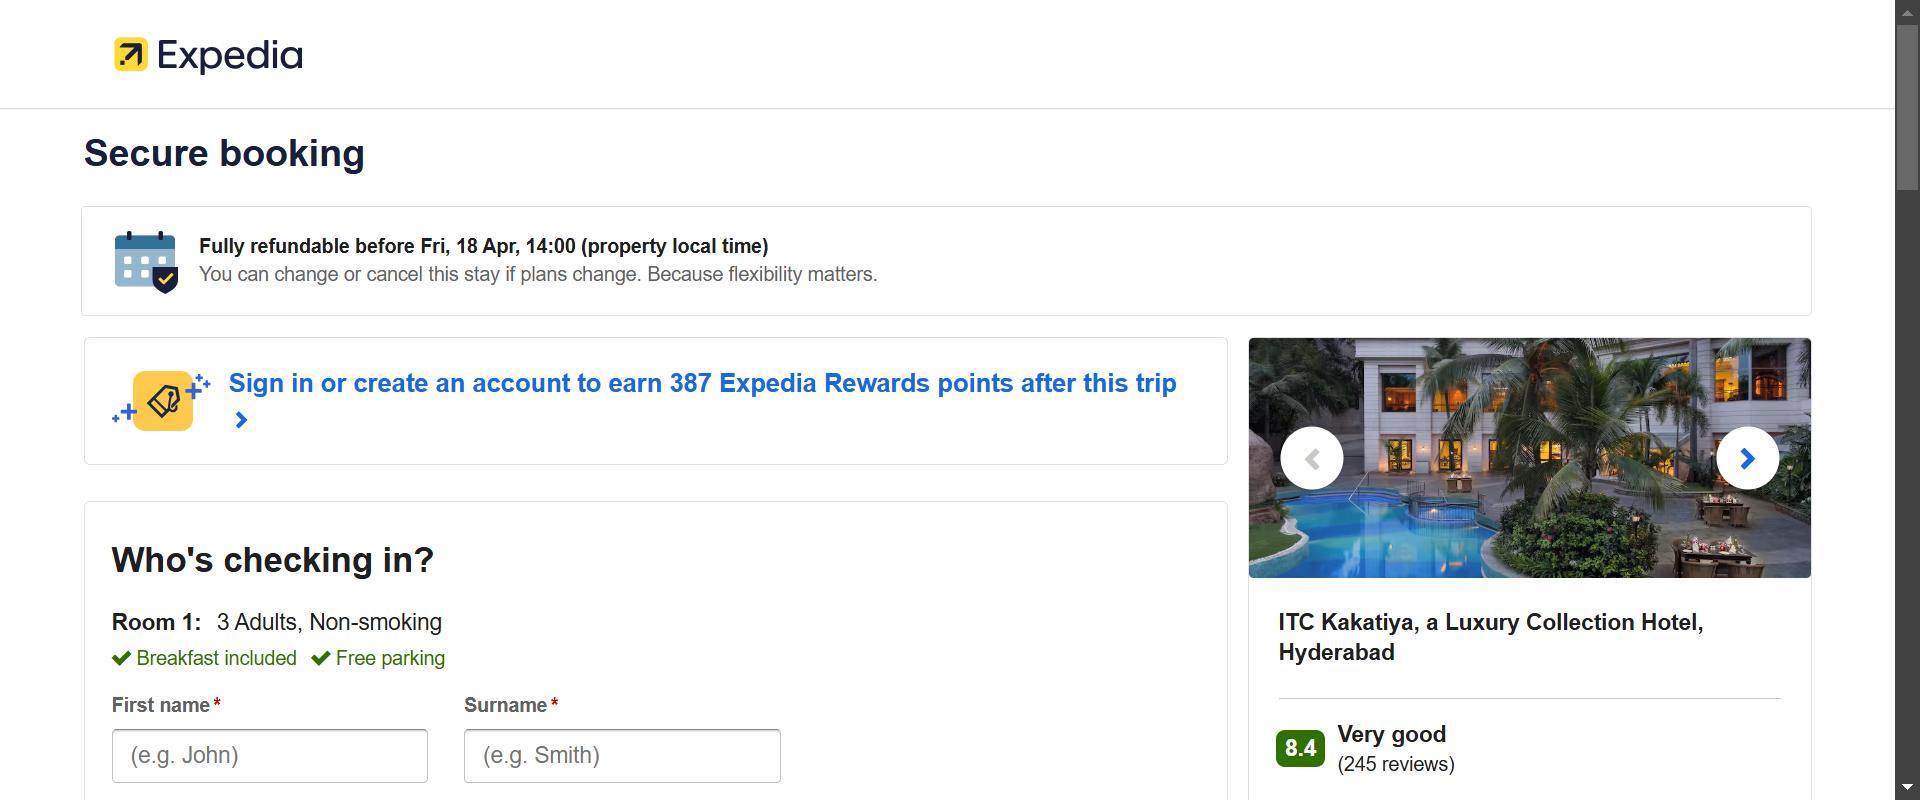 Expedia
Secure booking
Fully refundable before Fri, 18 Apr, 14:00 (property local time)
You can change or cancel this stay if plans change. Because flexibility matters.
Sign in or create an account to earn 387 Expedia Rewards points after this trip
Who's checking in?
Room 1: 3 Adults, Non-smoking
Breakfast included Free parking
First name* Surname*
(e.g. John) (e.g. Smith)
ITC Kakatiya, a Luxury Collection Hotel,
Hyderabad
8.4 Very good
(245 reviews)